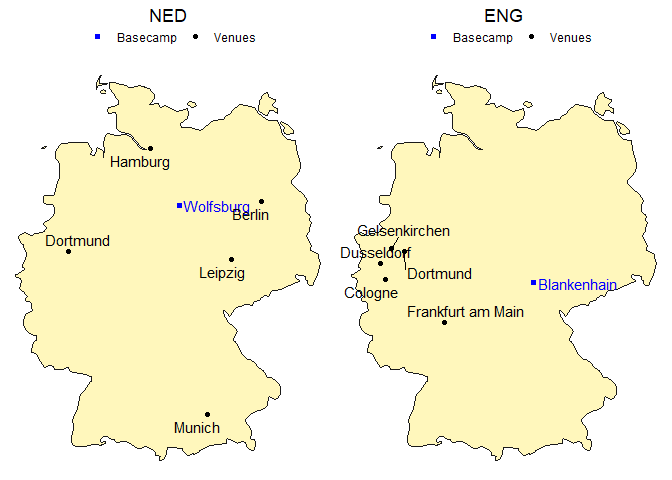 NED
Basecamp Venues
Hamburg
Wolfsburg
Berlin
Dortmund
Leipzig
Munich
ENG
Basecamp Venues
Gelsenkirchen
Dusseldorf
Dortmund
Blankenhain
Cologne
Frankfurt am Main